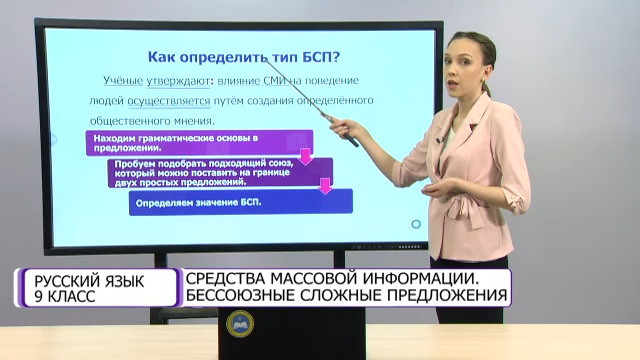 Как определить тип БСП?
Учёные утверждают: влияние СМИ на поведение
людей осуществляется путём создания определённого
общественного мнения.
Находим грамматические основы в
предложении.
Пробуем подобрать подходящий союз,
который можно поставить на границе
двух простых предложений.
Определяем значение БСП.
РУССКИЙ ЯЗЫК
9 КЛАСС
СРЕДСТВА МАССОВОЙ ИНФОРМАЦИИ.
БЕССОЮЗНЫЕ СЛОЖНЫЕ ПРЕДЛОЖЕНИЯ